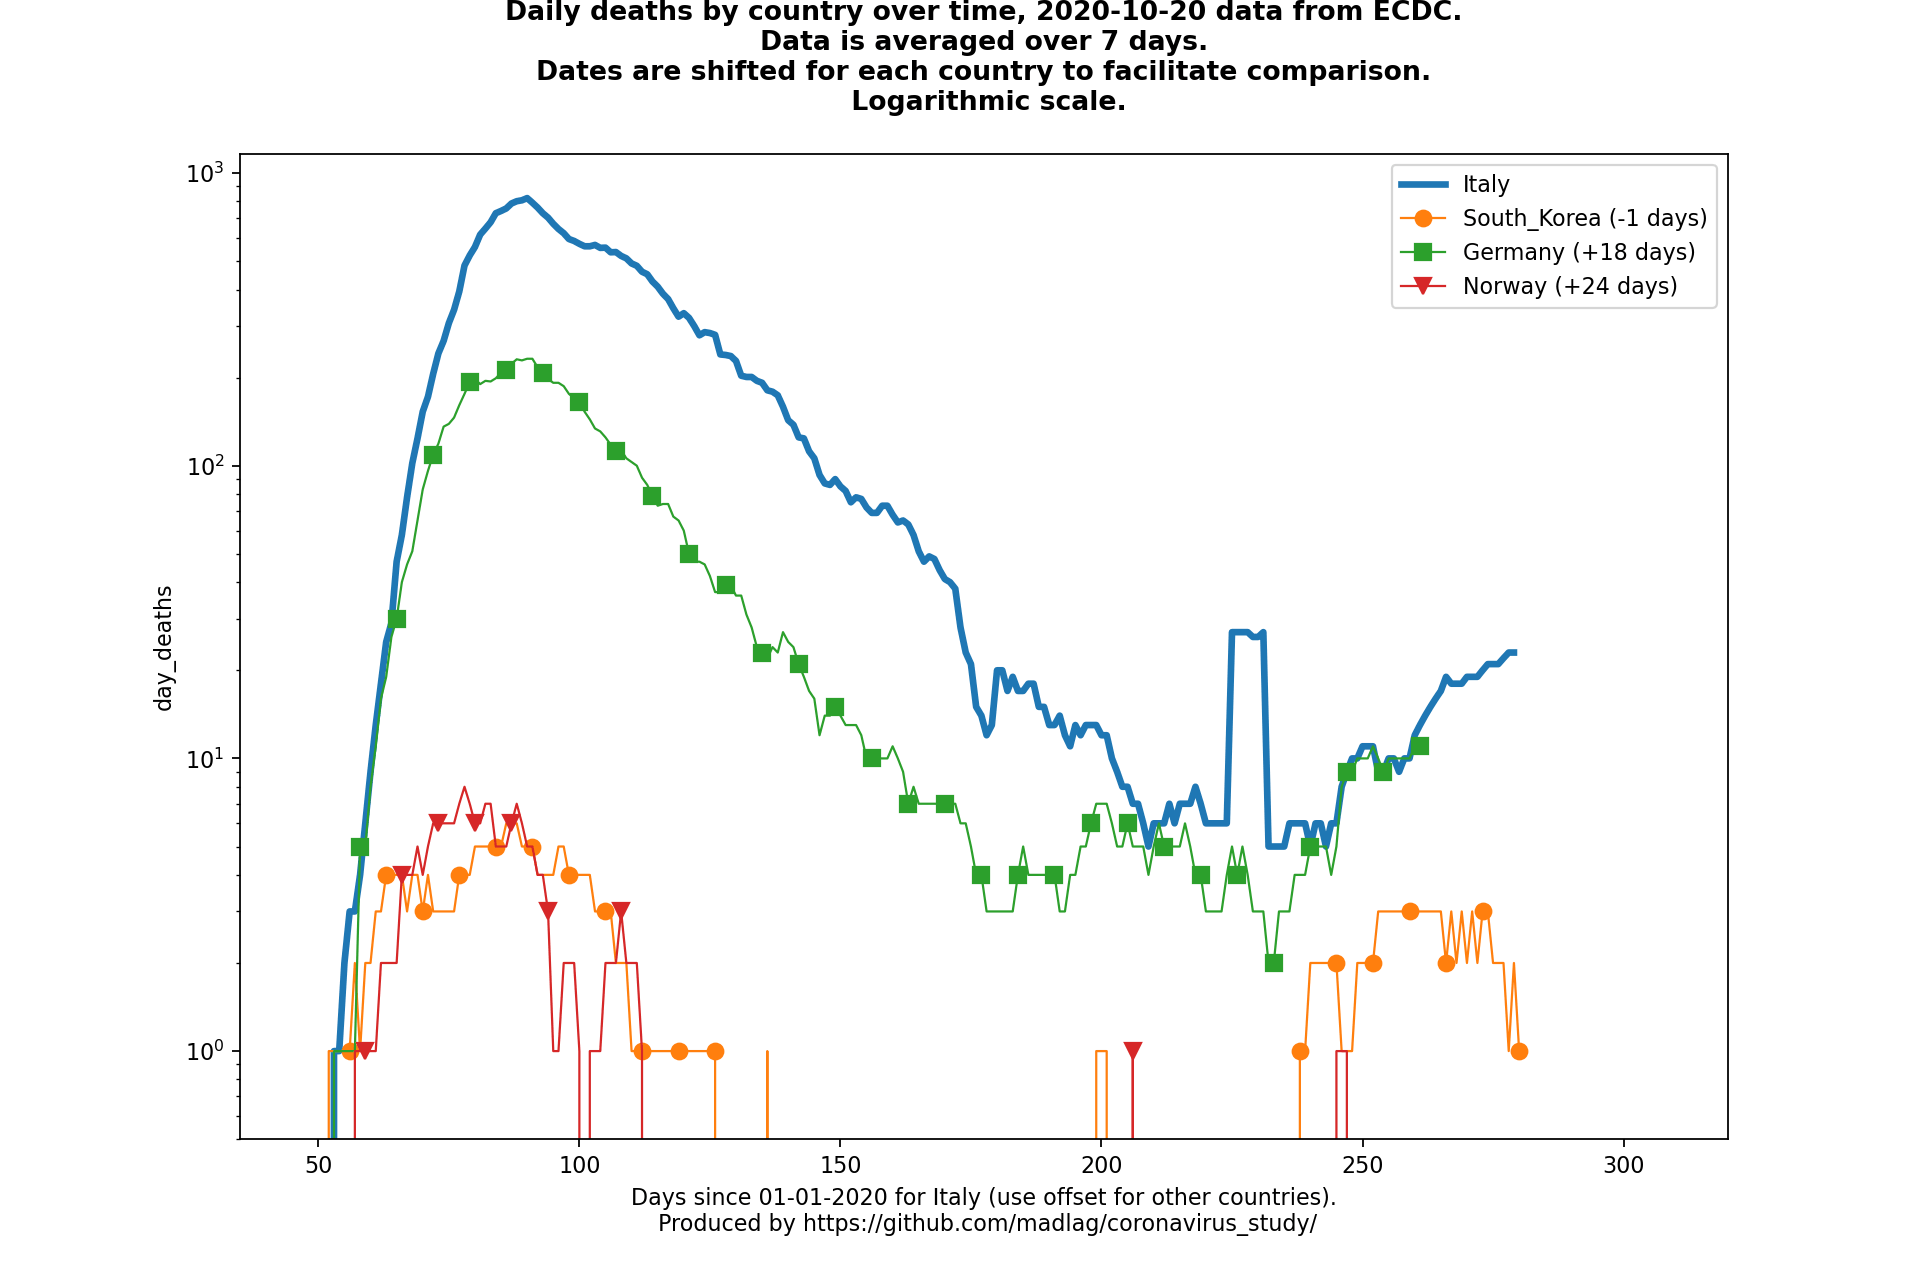 Daily deaths by country over time, 2020-10-20 data from ECDC.
Data is averaged over 7 days.
Dates are shifted for each country to facilitate comparison.
Logarithmic scale.
10³
10²
10¹
10⁰
day_deaths
Italy
South_Korea (-1 days)
Germany (+18 days)
Norway (+24 days)
50 100 150 200 250 300
Days since 01-01-2020 for Italy (use offset for other countries).
Produced by https://github.com/madlag/coronavirus_study/